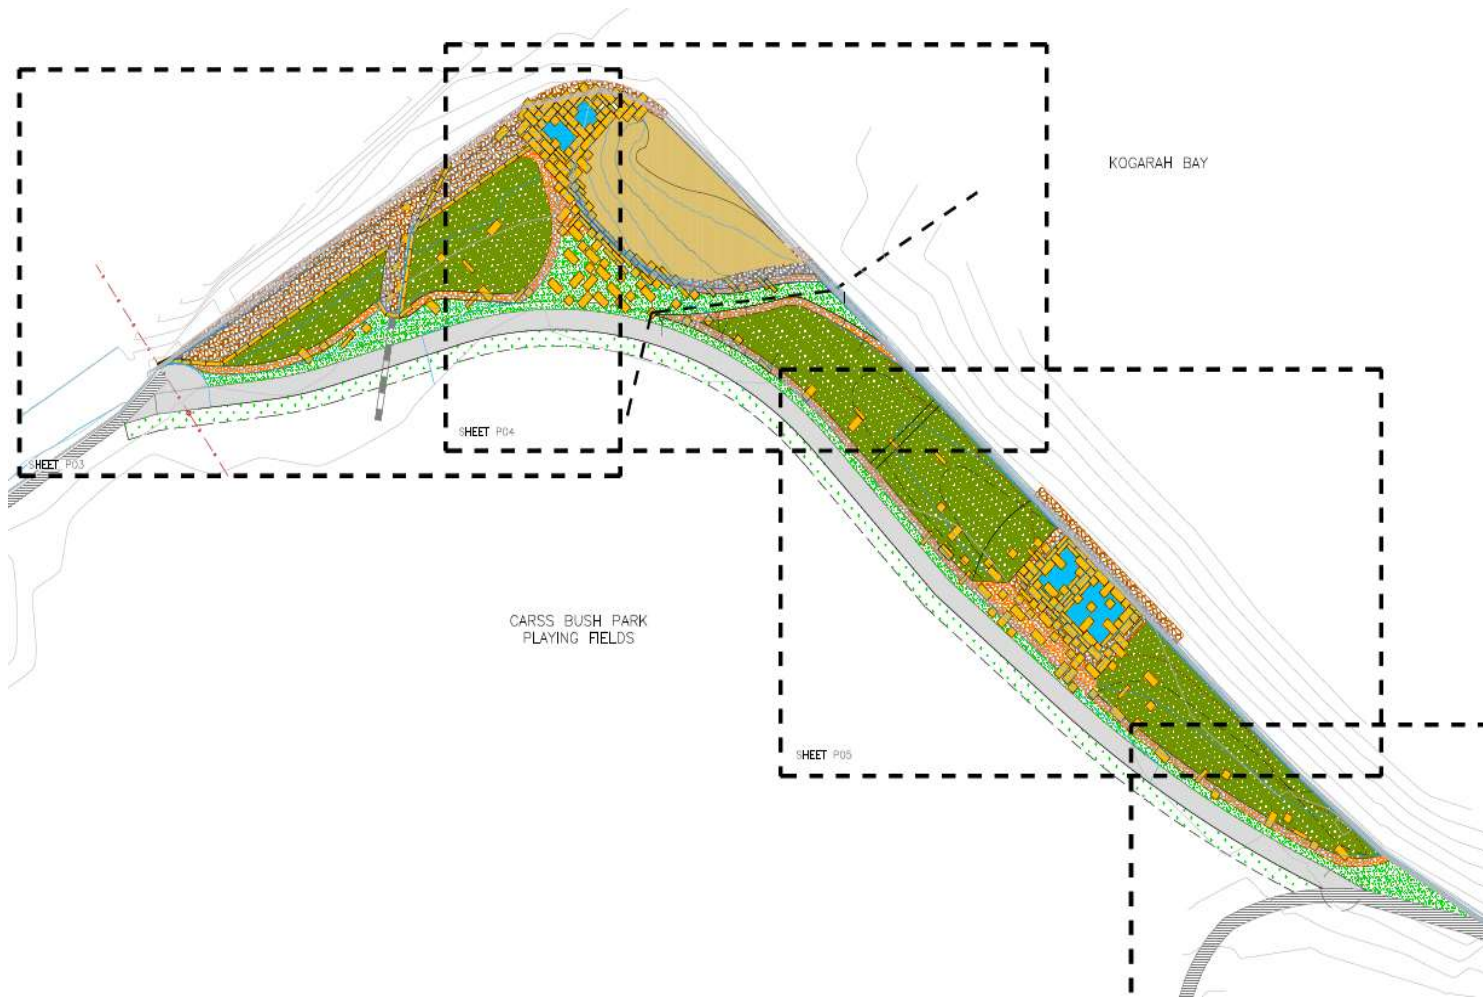 KOGARAH BAY
SHEET P04
SHEET P03
CARSS BUSH PARK
PLAYING FIELDS
SHEET P05